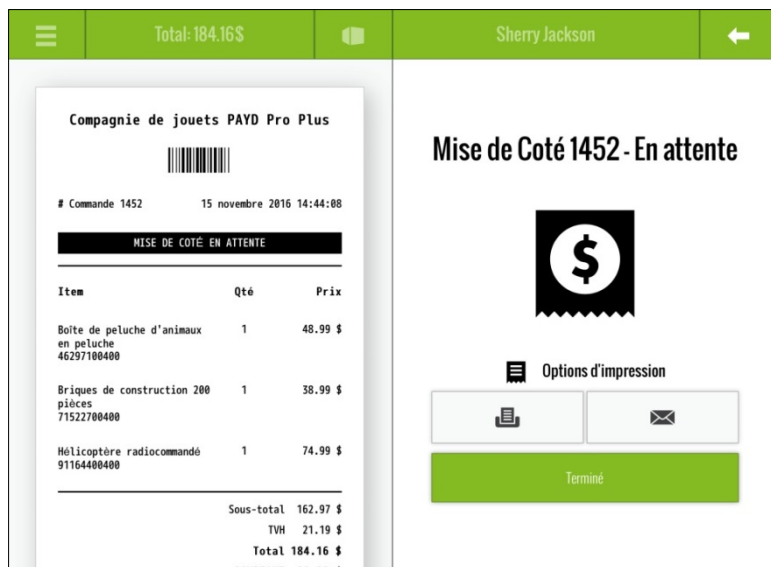 Total: 184.16$
Sherry Jackson
Compagnie de jouets PAYD Pro Plus
# Commande 1452 15 novembre 2016 14:44:08
MISE DE COTÉ EN ATTENTE
Item Qté Prix
Boîte de peluche d'animaux 1 48.99 $
en peluche
46297100400
Briques de construction 200 1 38.99 $
pièces
71522700400
Hélicoptère radiocommandé 1 74.99 $
91164400400
Sous-total 162.97 $
TVH 21.19 $
Total 184.16 $
Mise de Coté 1452 - En attente
$
Options d'impression
Terminé